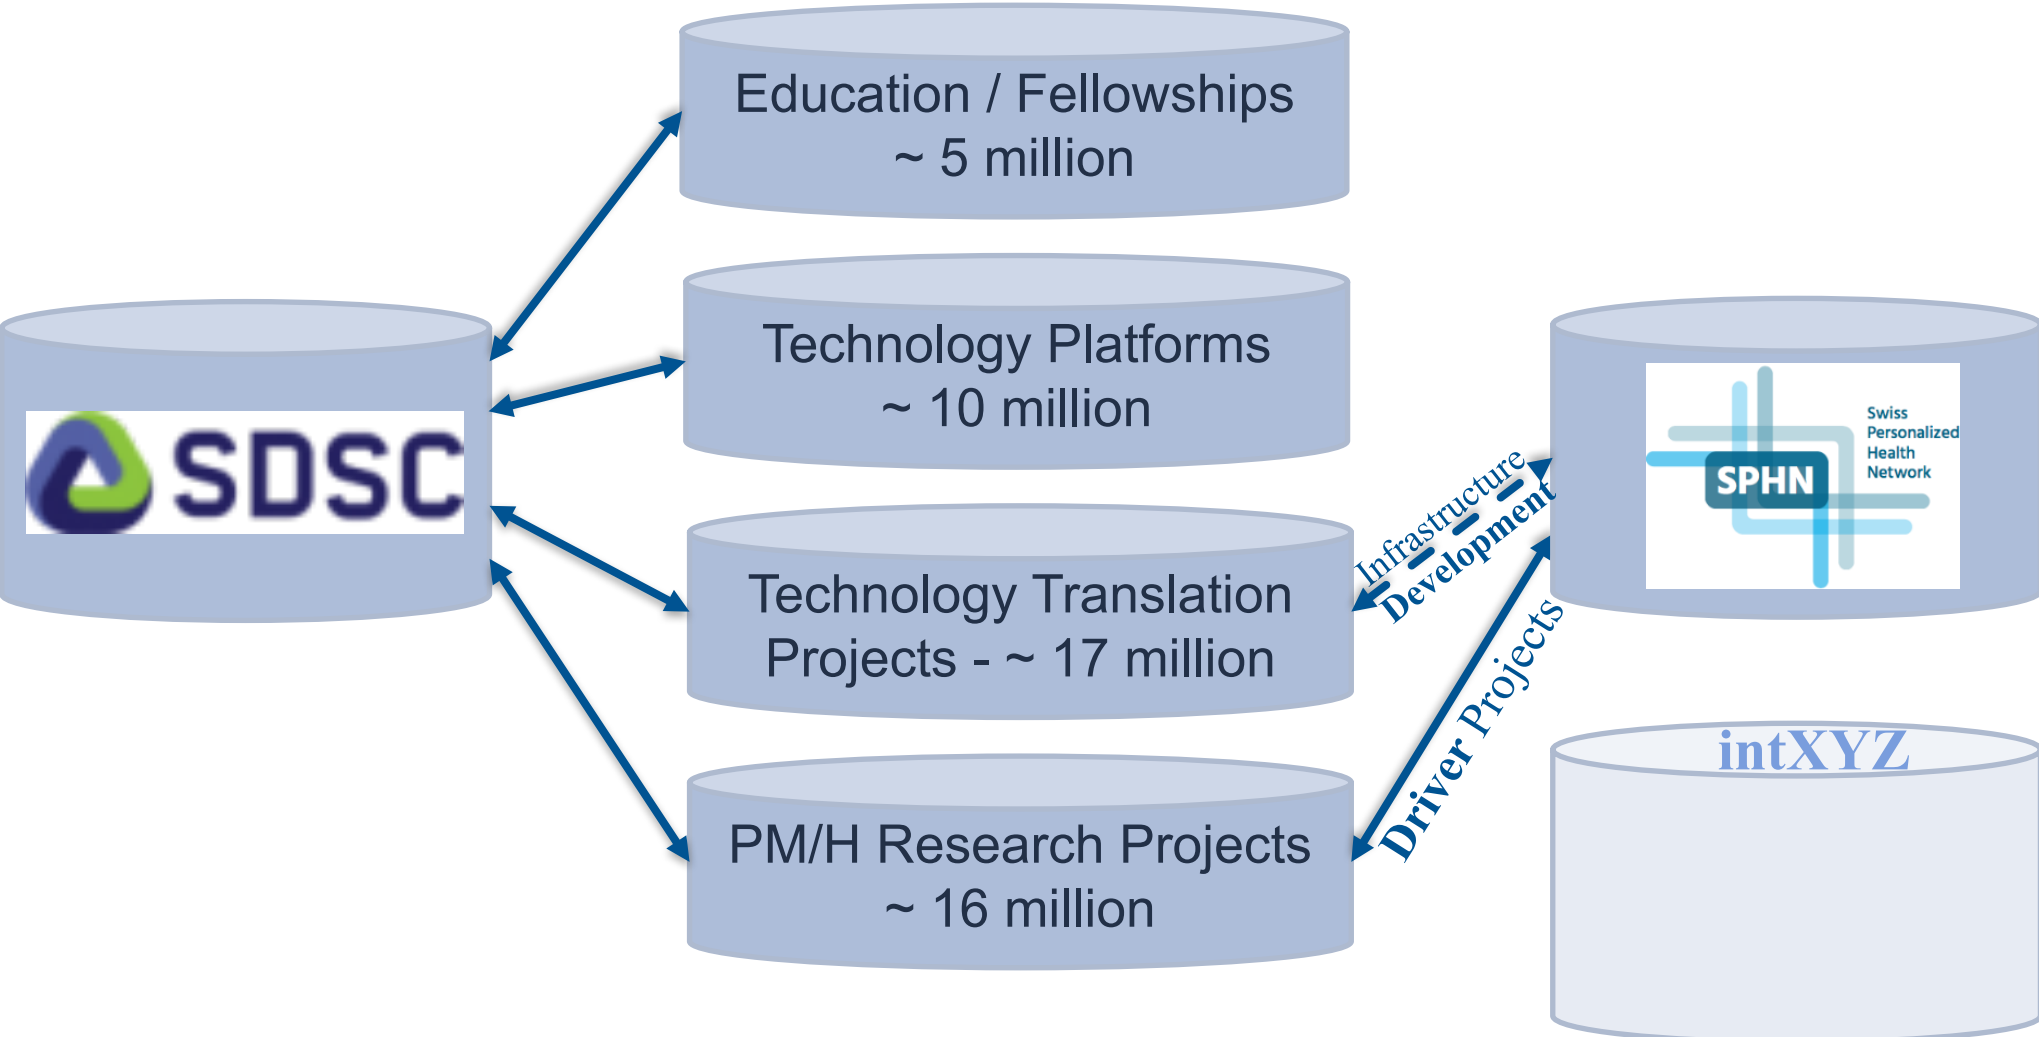 Education / Fellowships
~ 5 million
Technology Platforms
~ 10 million
SDSC
Technology Translation
Projects - ~ 17 million
PM/H Research Projects
~ 16 million
Infrastructure
Development
Driver Projects
SPHN
Swiss
Personalized
Health
Network
intXYZ